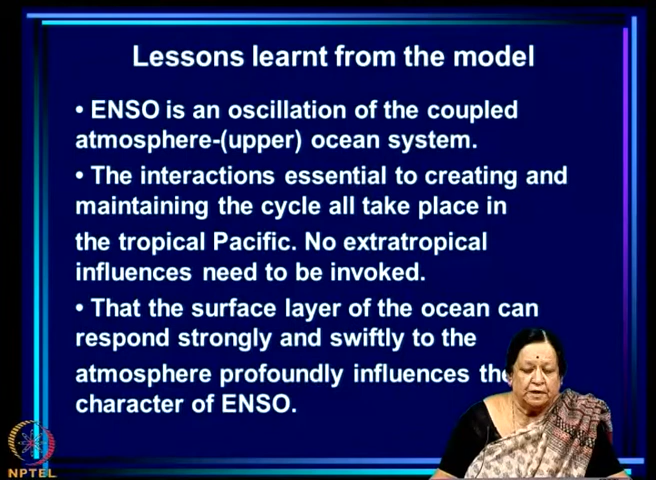 Lessons learnt from the model
• ENSO is an oscillation of the coupled
atmosphere-(upper) ocean system.
• The interactions essential to creating and
maintaining the cycle all take place in
the tropical Pacific. No extratropical
influences need to be invoked.
• That the surface layer of the ocean can
respond strongly and swiftly to the
atmosphere profoundly influences the
character of ENSO.
NPTEL